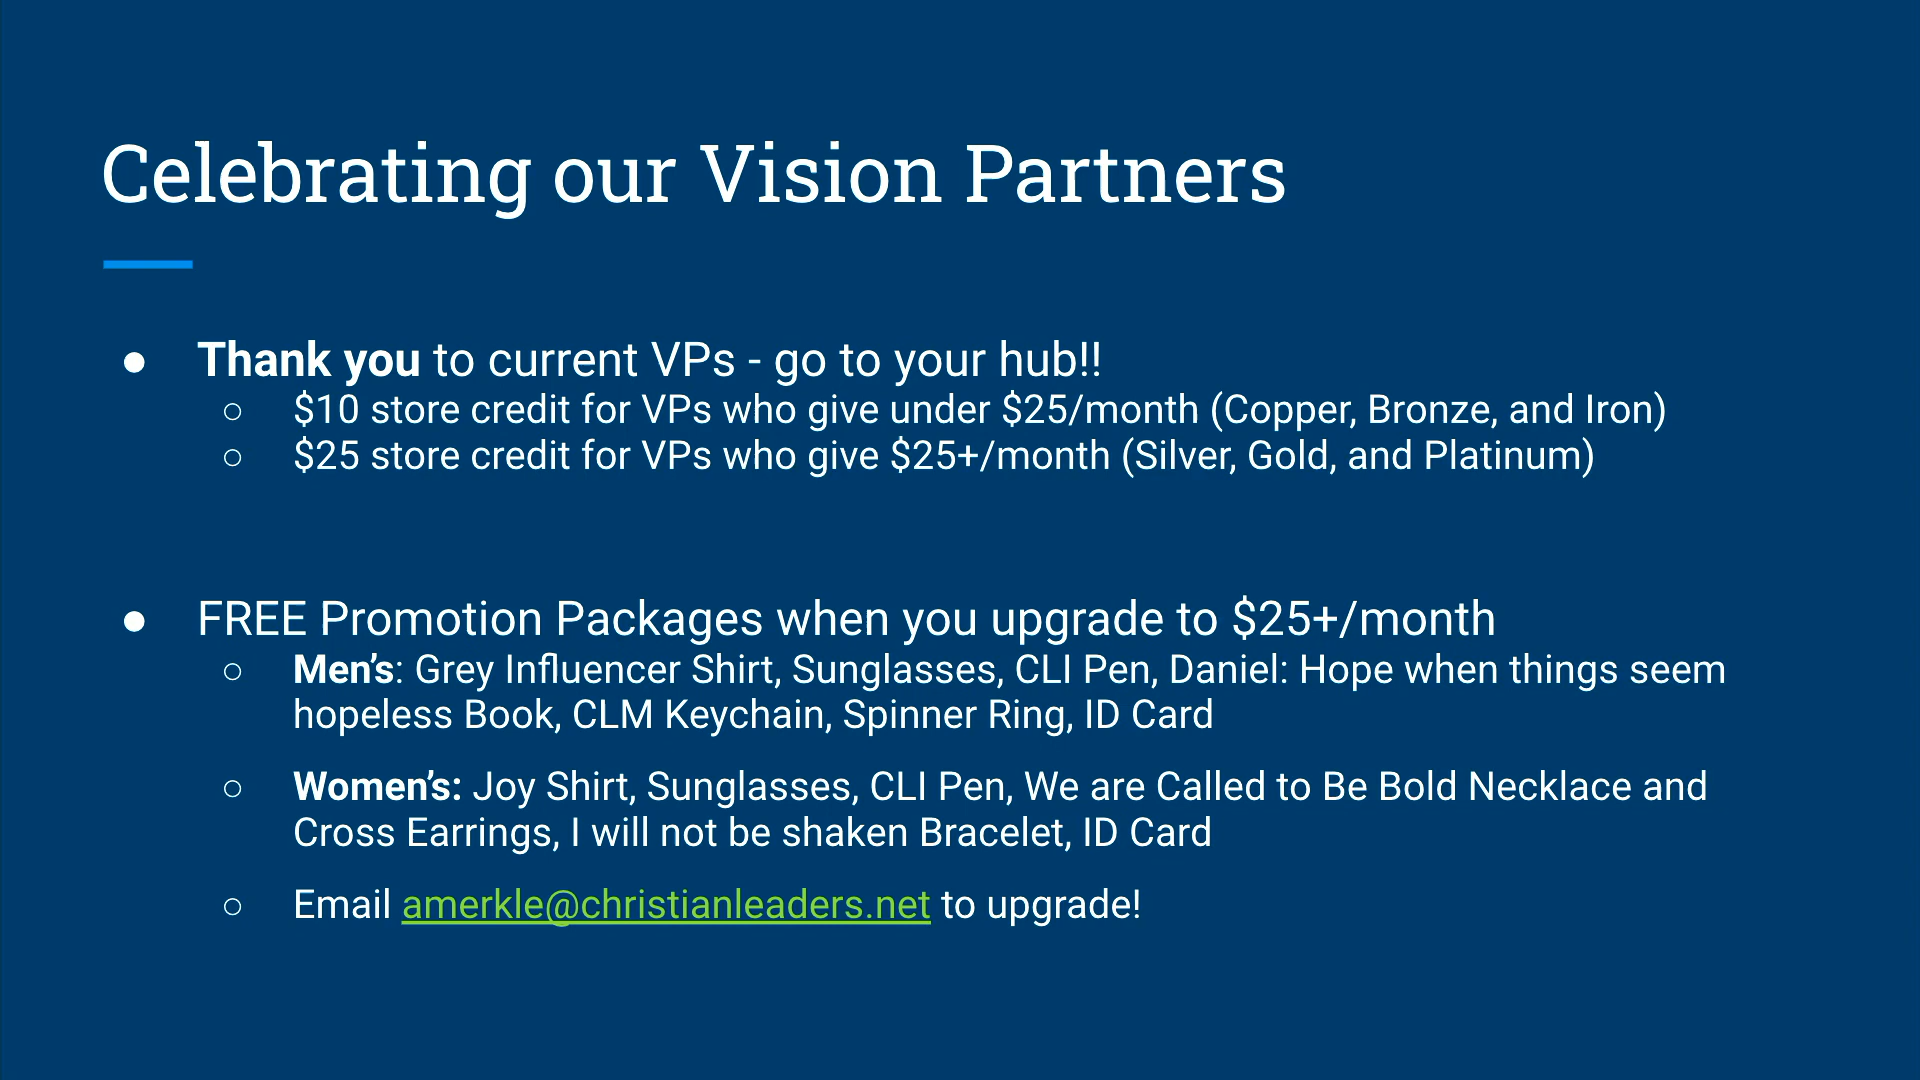 Celebrating our Vision Partners
● Thank you to current VPs - go to your hub!!
○ $10 store credit for VPs who give under $25/month (Copper, Bronze, and Iron)
○ $25 store credit for VPs who give $25+/month (Silver, Gold, and Platinum)
● FREE Promotion Packages when you upgrade to $25+/month
○ Men’s: Grey Influencer Shirt, Sunglasses, CLI Pen, Daniel: Hope when things seem
hopeless Book, CLM Keychain, Spinner Ring, ID Card
○ Women’s: Joy Shirt, Sunglasses, CLI Pen, We are Called to Be Bold Necklace and
Cross Earrings, I will not be shaken Bracelet, ID Card
○ Email amerkle@christianleaders.net to upgrade!